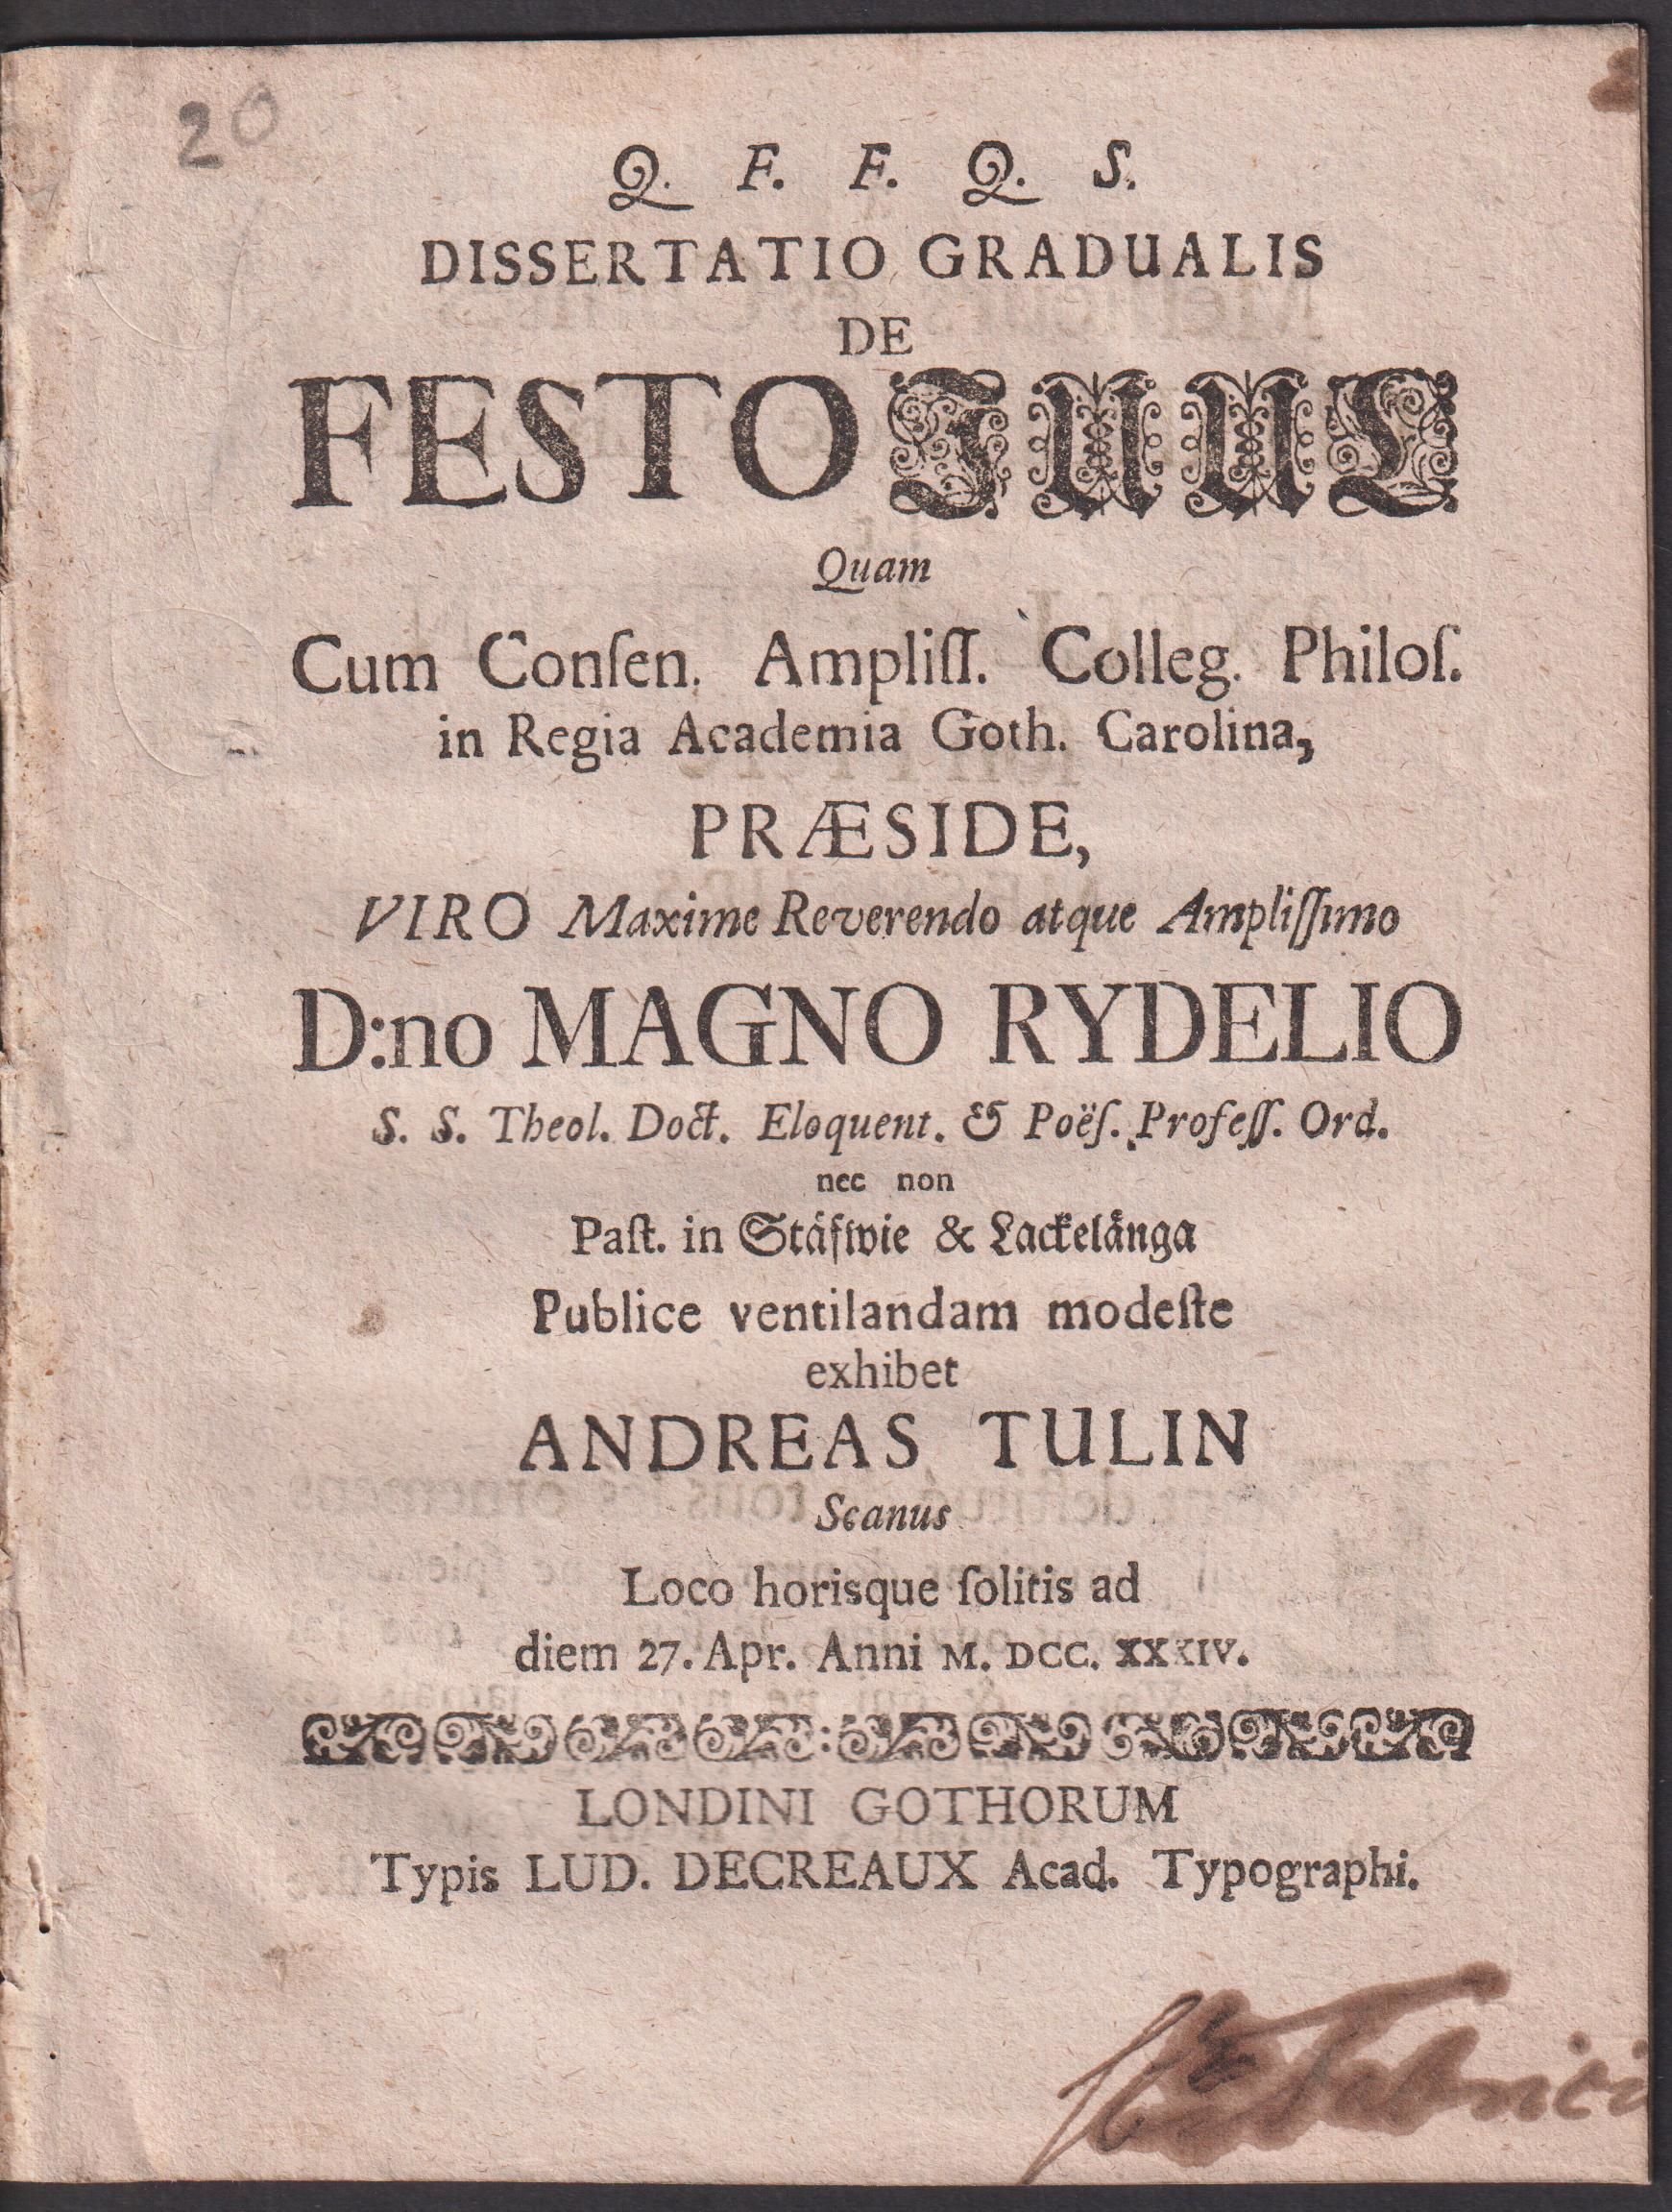 20
Q. F. F. Q. S.
DISSERTATIO GRADUALIS
DE
FESTO JUUL
Quam
Cum Conſen. Ampliſſ. Colleg. Philoſ.
in Regia Academia Goth. Carolina,
PRÆSIDE,
VIRO Maxime Reverendo atque Ampliſſimo
D:no MAGNO RYDELIO
S. S. Theol. Doct. Eloquent. & Poëſ. Profeſſ. Ord.
nec non
Paſt. in Stäfwie & Lackelänga
Publice ventilandam modeſte
exhibet
ANDREAS TULIN
Scanus
Loco horisque ſolitis ad
diem 27. Apr. Anni M. DCC. XXXIV.
LONDINI GOTHORUM
Typis LUD. DECREAUX Acad. Typographi.